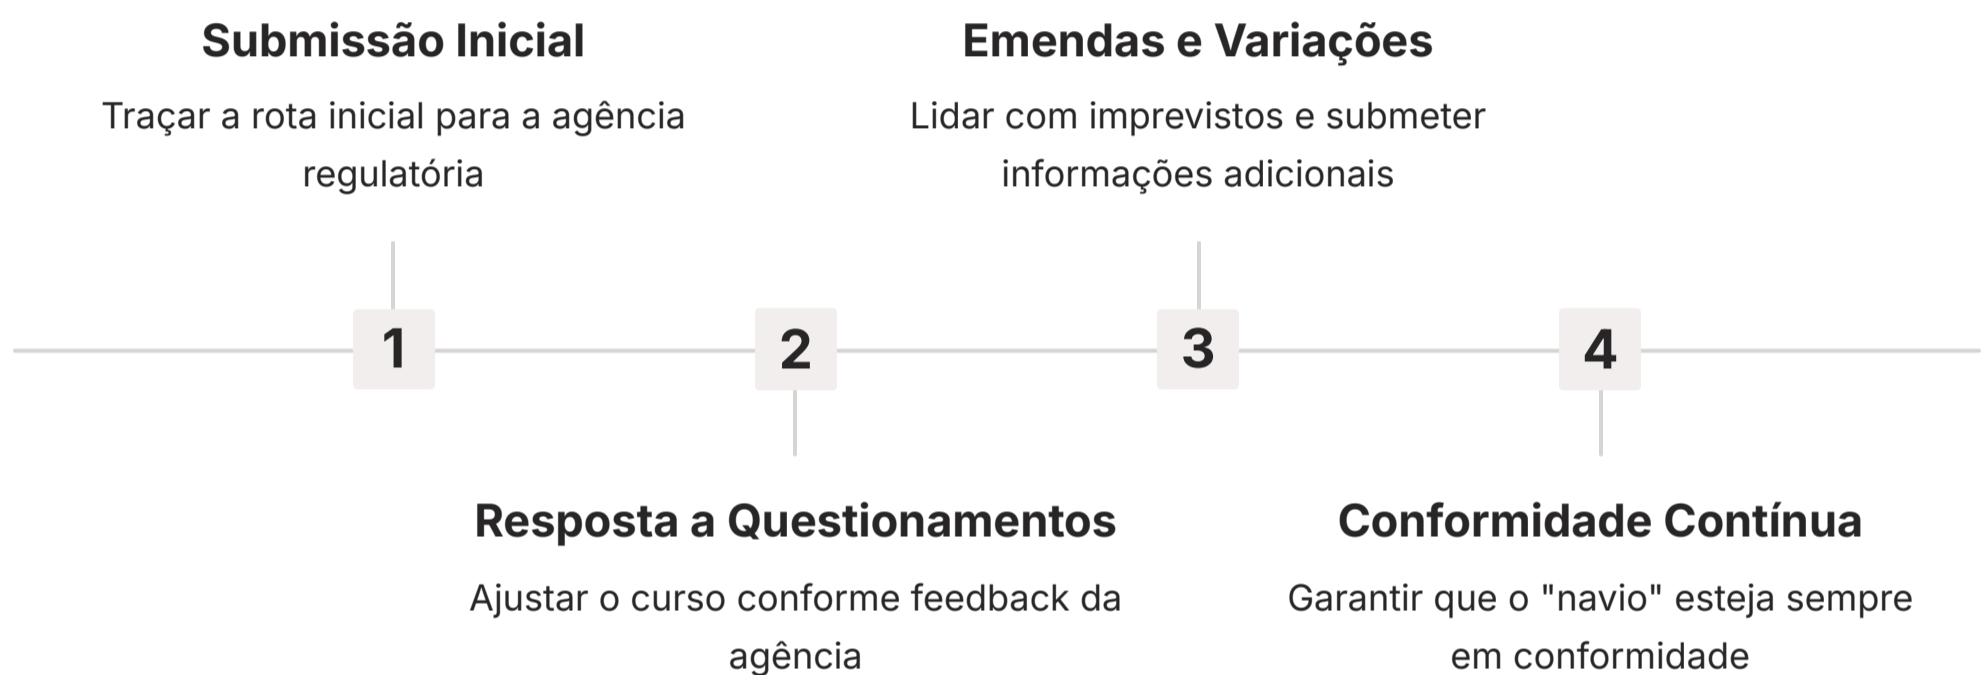 Submissão Inicial
Traçar a rota inicial para a agência
regulatória
Emendas e Variações
Lidar com imprevistos e submeter
informações adicionais
1
2
3
4
Resposta a Questionamentos
Ajustar o curso conforme feedback da
agência
Conformidade Contínua
Garantir que o "navio" esteja sempre
em conformidade